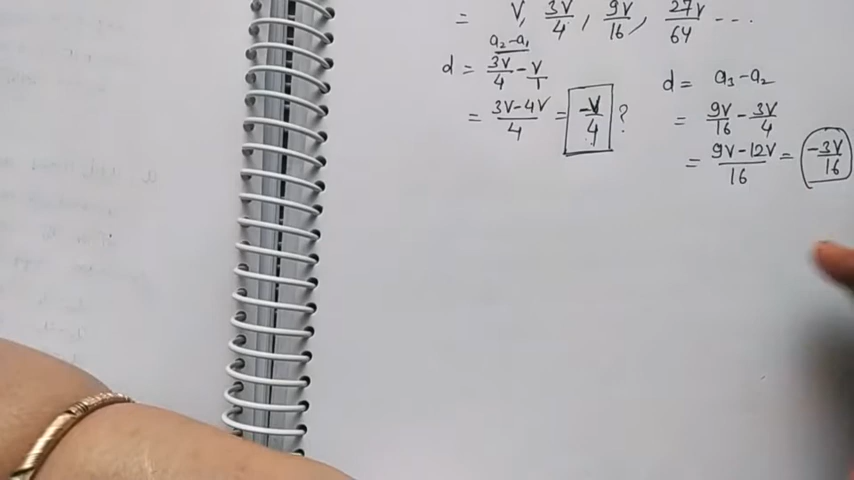 = V, 3V/4, 9V/16, 27V/64 ---
a₂-a₁
d = 3V/4 - V/1
= 3V-4V/4 = -V/4 ?
d = a₃-a₂
= 9V/16 - 3V/4
= 9V-12V/16 = -3V/16